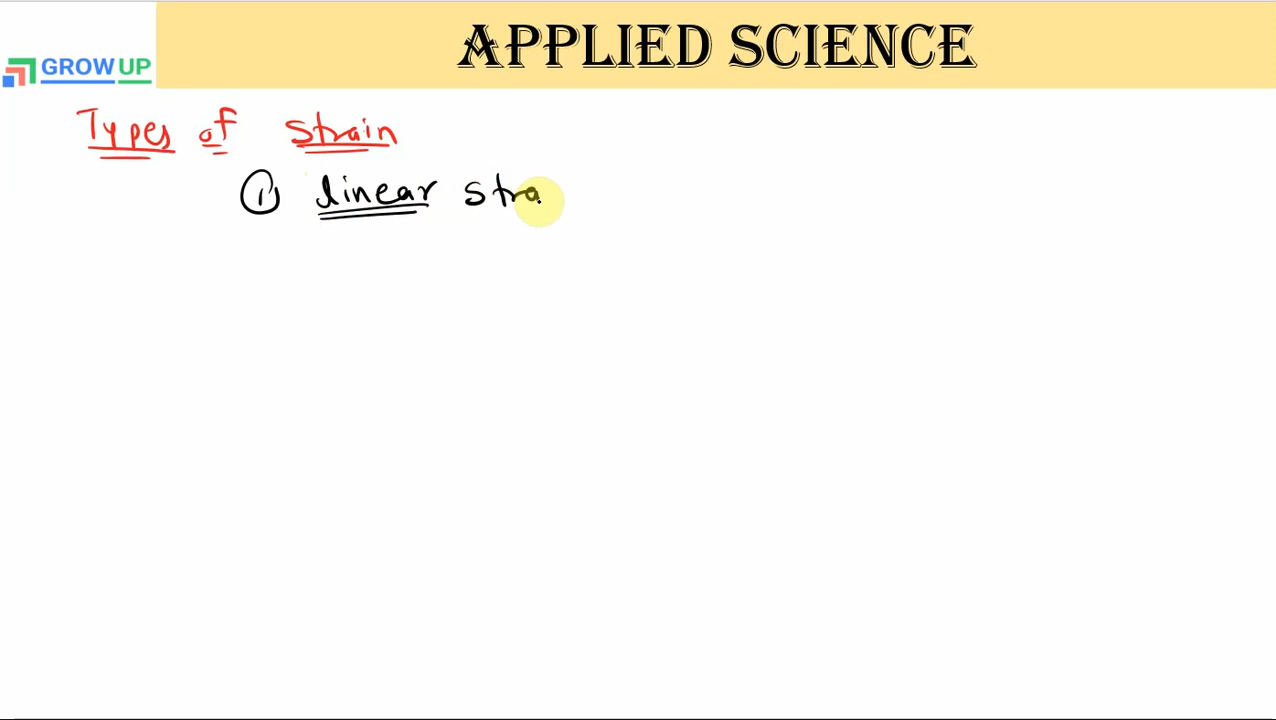 APPLIED SCIENCE
GROW UP
Types of strain
① linear stra